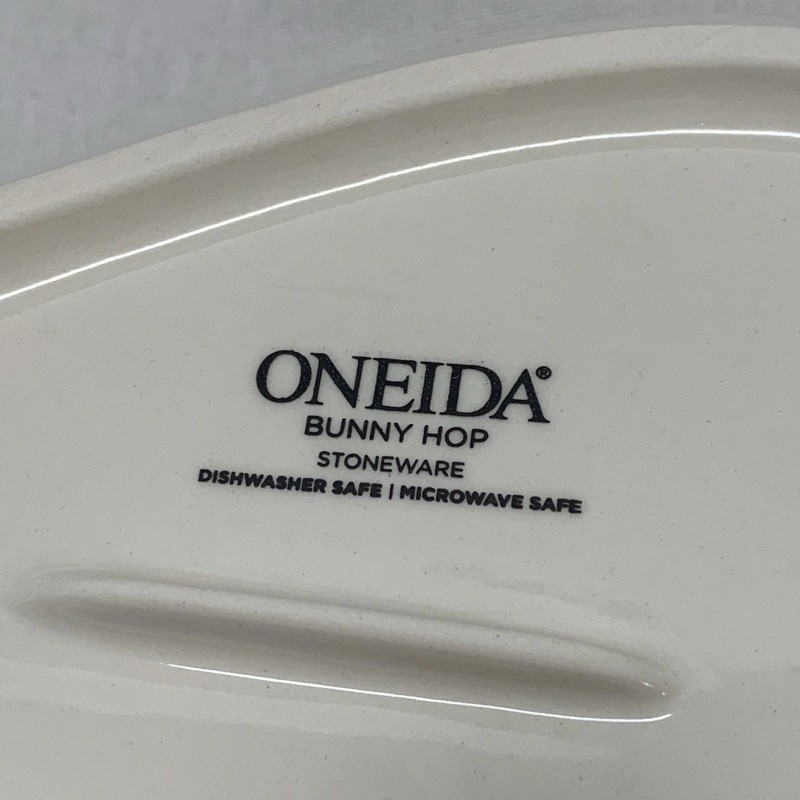 ONEIDA®
BUNNY HOP
STONEWARE
DISHWASHER SAFE | MICROWAVE SAFE